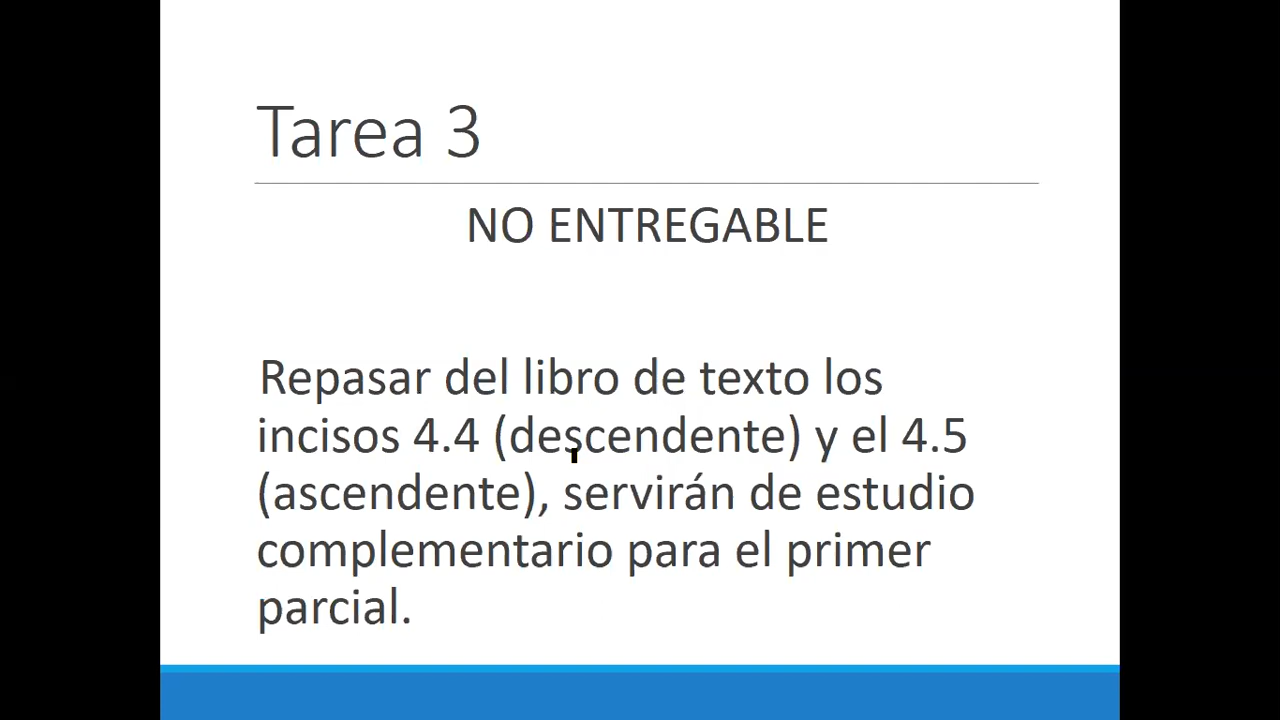 Tarea 3
NO ENTREGABLE
Repasar del libro de texto los
incisos 4.4 (descendente) y el 4.5
(ascendente), servirán de estudio
complementario para el primer
parcial.